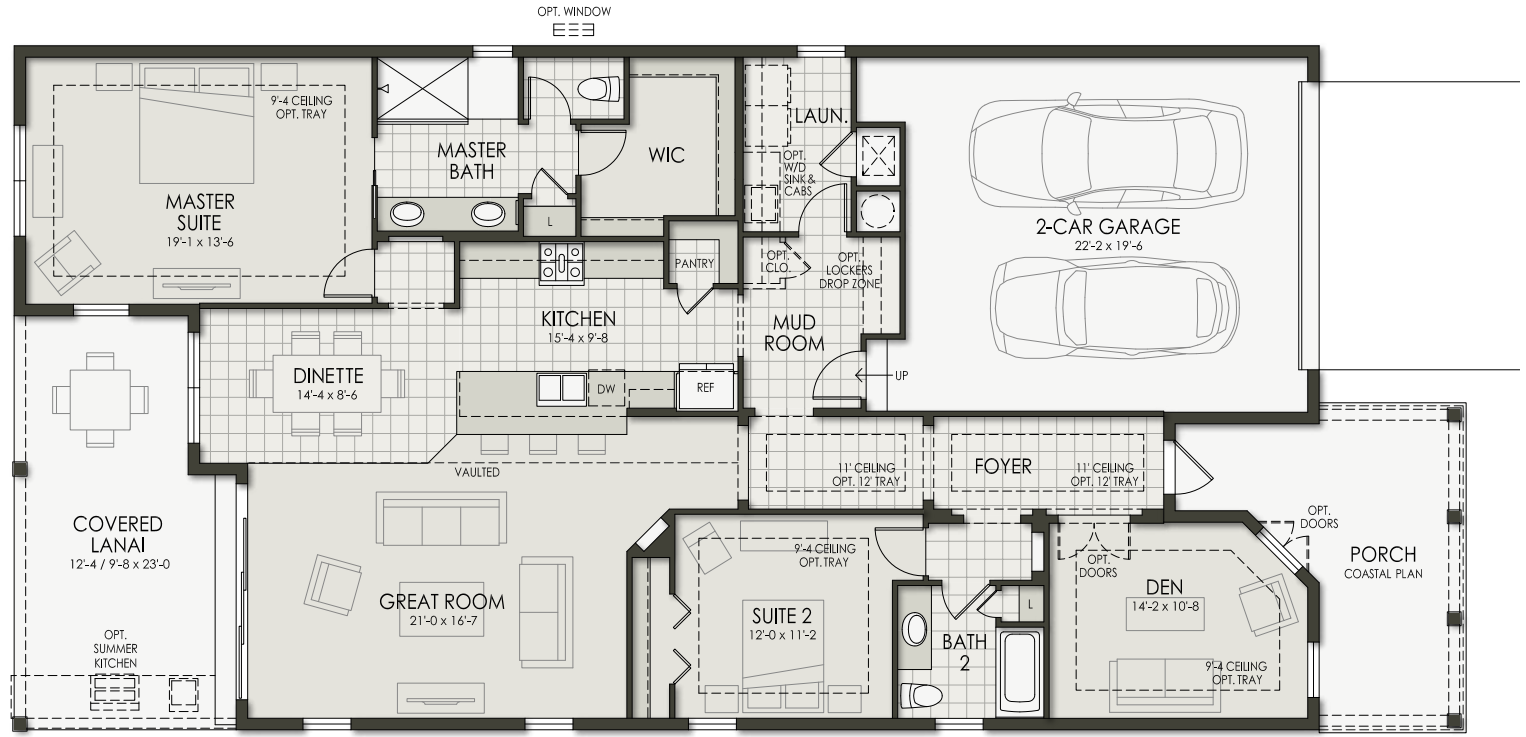 OPT. WINDOW
9'-4 CEILING
OPT. TRAY
MASTER
SUITE
19'-1 x 13'-6
MASTER
BATH
L
WIC
LAUN.
OPT.
W/D
SINK &
CABS
2-CAR GARAGE
22'-2 x 19'-6
PANTRY
OPT.
CLO.
OPT.
LOCKERS
DROP ZONE
KITCHEN
15'-4 x 9'-8
MUD
ROOM
UP
DINETTE
14'-4 x 8'-6
DW
REF
VAULTED
11' CEILING
OPT. 12' TRAY
FOYER
11' CEILING
OPT. 12' TRAY
COVERED
LANAI
12'-4 / 9'-8 x 23'-0
OPT.
SUMMER
KITCHEN
GREAT ROOM
21'-0 x 16'-7
9'-4 CEILING
OPT. TRAY
SUITE 2
12'-0 x 11'-2
L
BATH
2
OPT.
DOORS
DEN
14'-2 x 10'-8
9'-4 CEILING
OPT. TRAY
OPT.
DOORS
PORCH
COASTAL PLAN